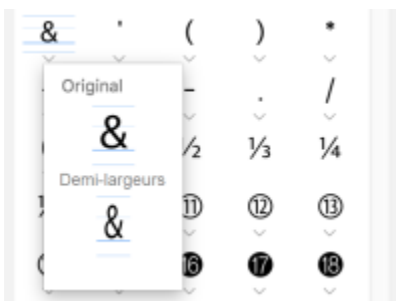 & ' ( ) *
Original
- . /
&
½ ⅓ ¼
Demi-largeurs
⑪ ⑫ ⑬
&
⓰ ⓱ ⓲